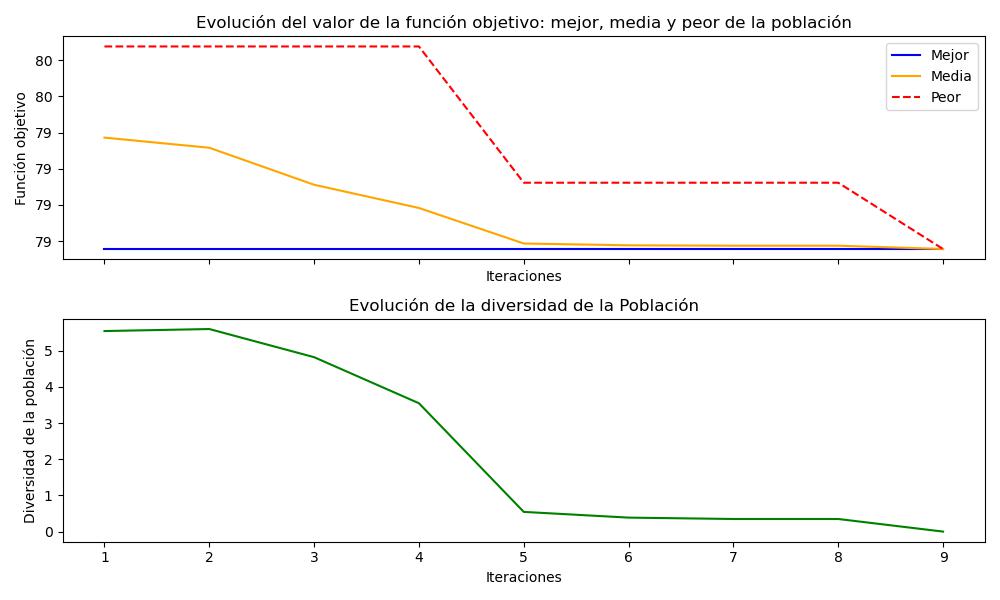 Evolución del valor de la función objetivo: mejor, media y peor de la población
Función objetivo
80
80
79
79
79
79
Mejor
Media
Peor
Iteraciones
Evolución de la diversidad de la Población
Diversidad de la población
5
4
3
2
1
0
1 2 3 4 5 6 7 8 9
Iteraciones